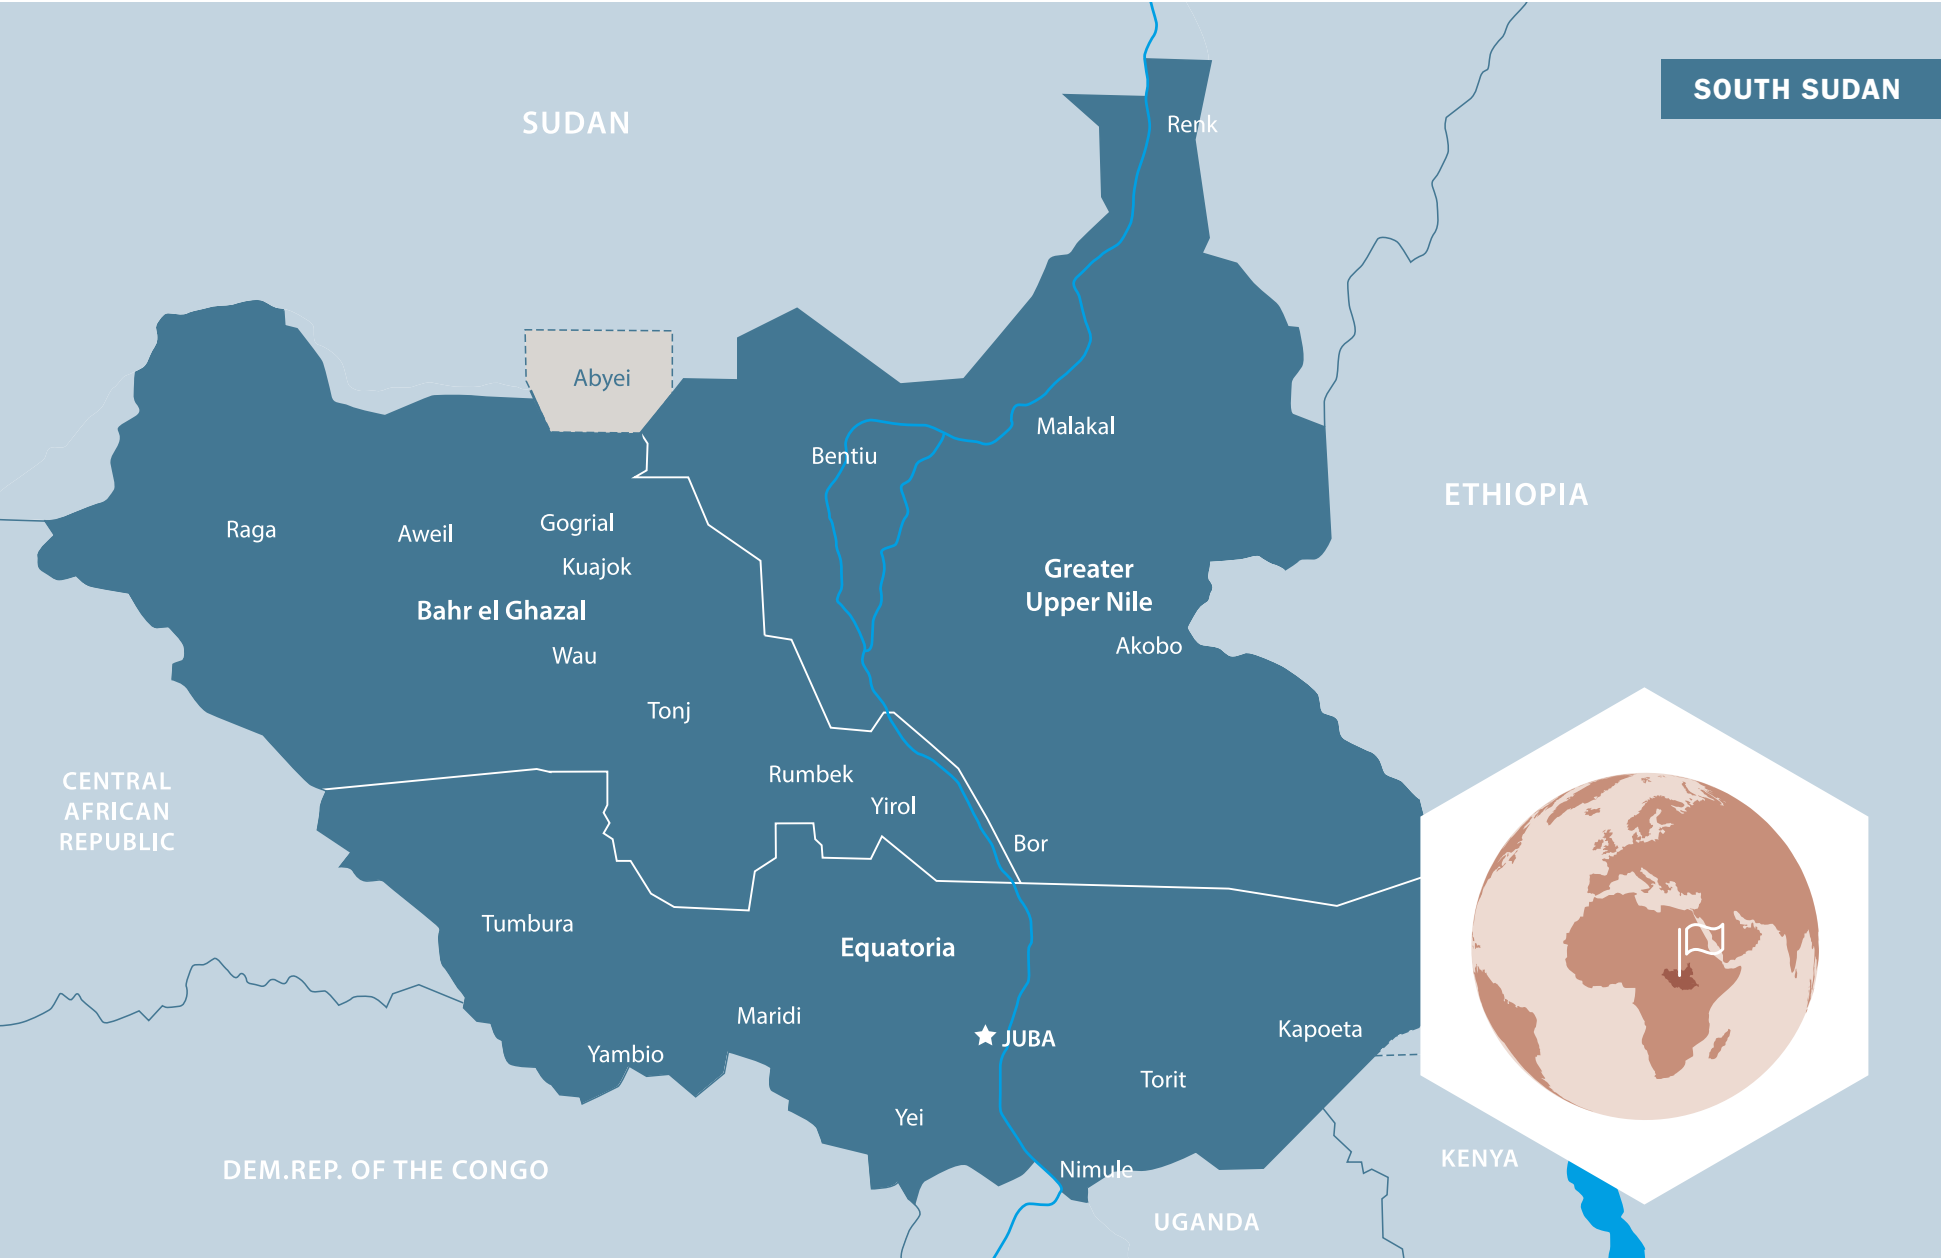 SOUTH SUDAN
SUDAN
Renk
Abyei
Malakal
Bentiu
ETHIOPIA
Raga
Aweil
Gogrial
Kuajok
Greater
Upper Nile
Bahr el Ghazal
Akobo
Wau
Tonj
Rumbek
Yirol
Bor
CENTRAL
AFRICAN
REPUBLIC
Tumbura
Equatoria
Maridi
JUBA
Kapoeta
Yambio
Torit
Yei
Nimule
KENYA
DEM.REP. OF THE CONGO
UGANDA